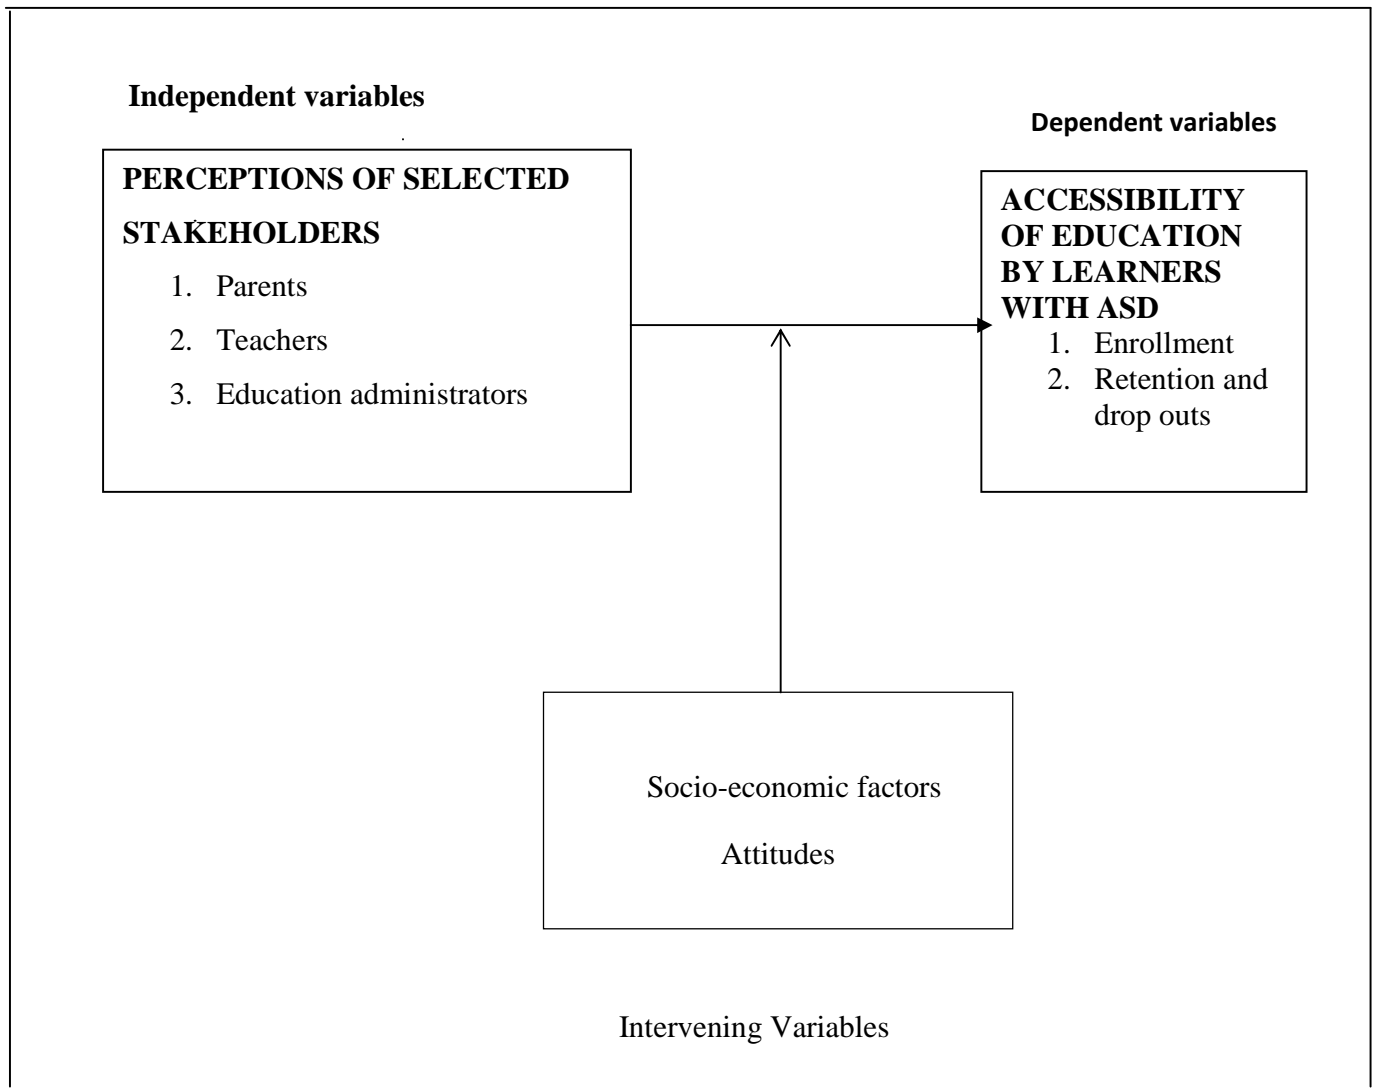 Independent variables
Dependent variables
PERCEPTIONS OF SELECTED
STAKEHOLDERS
1. Parents
2. Teachers
3. Education administrators
ACCESSIBILITY
OF EDUCATION
BY LEARNERS
WITH ASD
1. Enrollment
2. Retention and
drop outs
Socio-economic factors
Attitudes
Intervening Variables